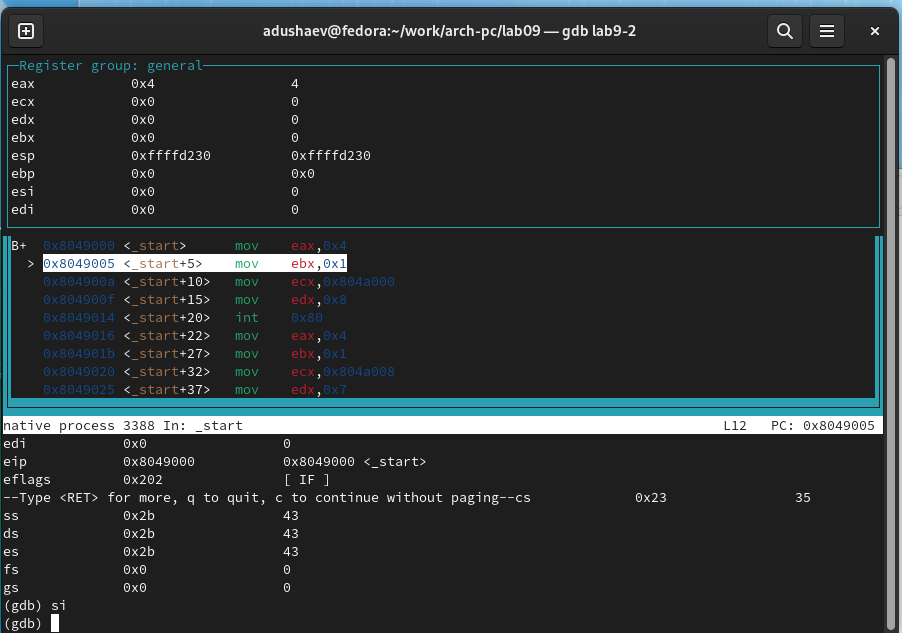 adushaev@fedora:~/work/arch-pc/lab09 — gdb lab9-2
Register group: general
eax 0x4 4
ecx 0x0 0
edx 0x0 0
ebx 0x0 0
esp 0xffffd230 0xffffd230
ebp 0x0 0x0
esi 0x0 0
edi 0x0 0
B+ 0x8049000 <_start> mov eax,0x4
> 0x8049005 <_start+5> mov ebx,0x1
0x804900a <_start+10> mov ecx,0x804a000
0x804900f <_start+15> mov edx,0x8
0x8049014 <_start+20> int 0x80
0x8049016 <_start+22> mov eax,0x4
0x804901b <_start+27> mov ebx,0x1
0x8049020 <_start+32> mov ecx,0x804a008
0x8049025 <_start+37> mov edx,0x7
native process 3388 In: _start L12 PC: 0x8049005
edi 0x0 0
eip 0x8049000 0x8049000 <_start>
eflags 0x202 [ IF ]
--Type <RET> for more, q to quit, c to continue without paging--cs 0x23 35
ss 0x2b 43
ds 0x2b 43
es 0x2b 43
fs 0x0 0
gs 0x0 0
(gdb) si
(gdb)